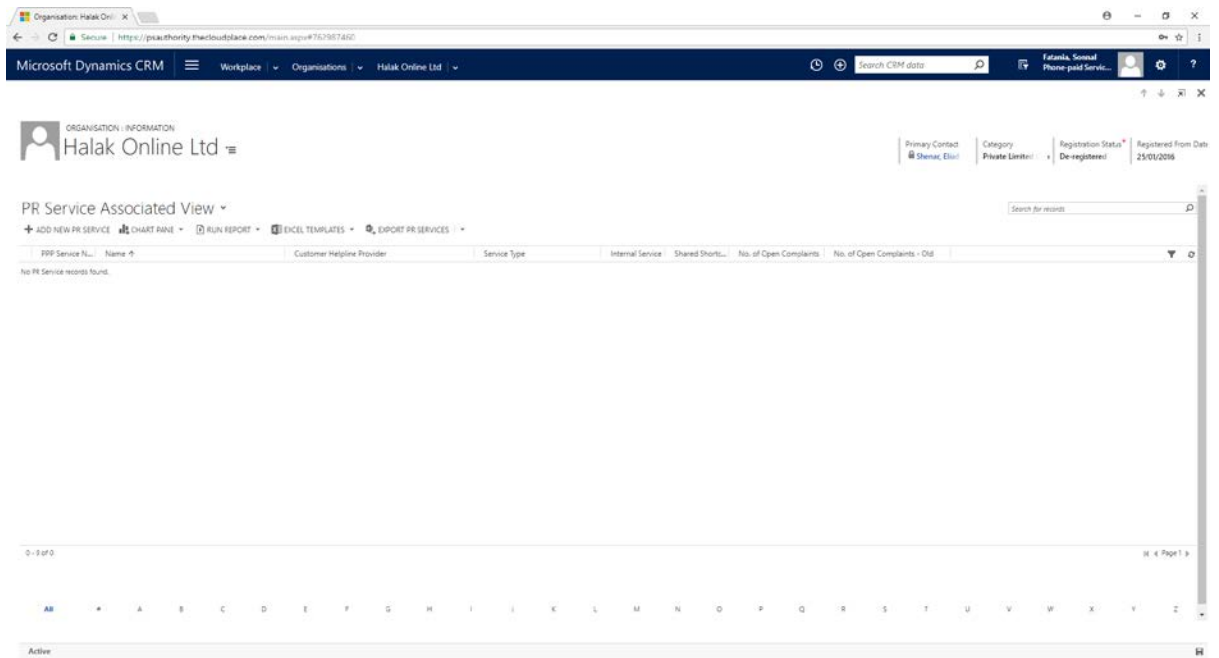 Organisation: Halak Onli
Secure | https://psauthority.thecloudplace.com/main.aspx#762987460
Microsoft Dynamics CRM Workplace Organisations Halak Online Ltd Search CRM data Fatania, Sonnal
Phone-paid Servic... ?
ORGANISATION : INFORMATION
Halak Online Ltd
Primary Contact Category Registration Status* Registered From Date
Shenar, Eliad Private Limited De-registered 25/01/2016
PR Service Associated View
Search for records
ADD NEW PR SERVICE CHART PANE RUN REPORT EXCEL TEMPLATES EXPORT PR SERVICES
PPP Service N... Name Customer Helpline Provider Service Type Internal Service Shared Shortc... No. of Open Complaints No. of Open Complaints - Old
No PR Service records found.
0 - 0 of 0 Page 1
All # A B C D E F G H I J K L M N O P Q R S T U V W X Y Z
Active